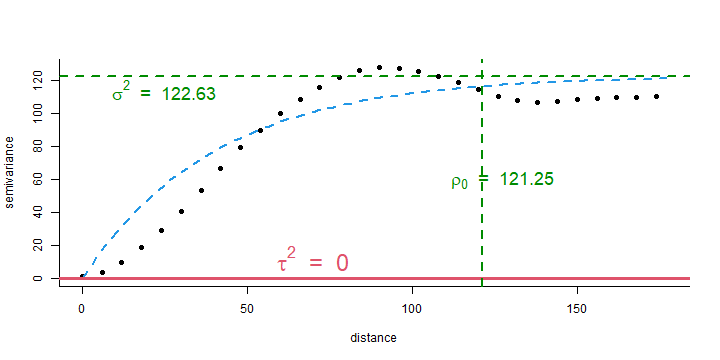 σ² = 122.63
ρ₀ = 121.25
τ² = 0
semivariance
0 20 40 60 80 100 120
0 50 100 150
distance